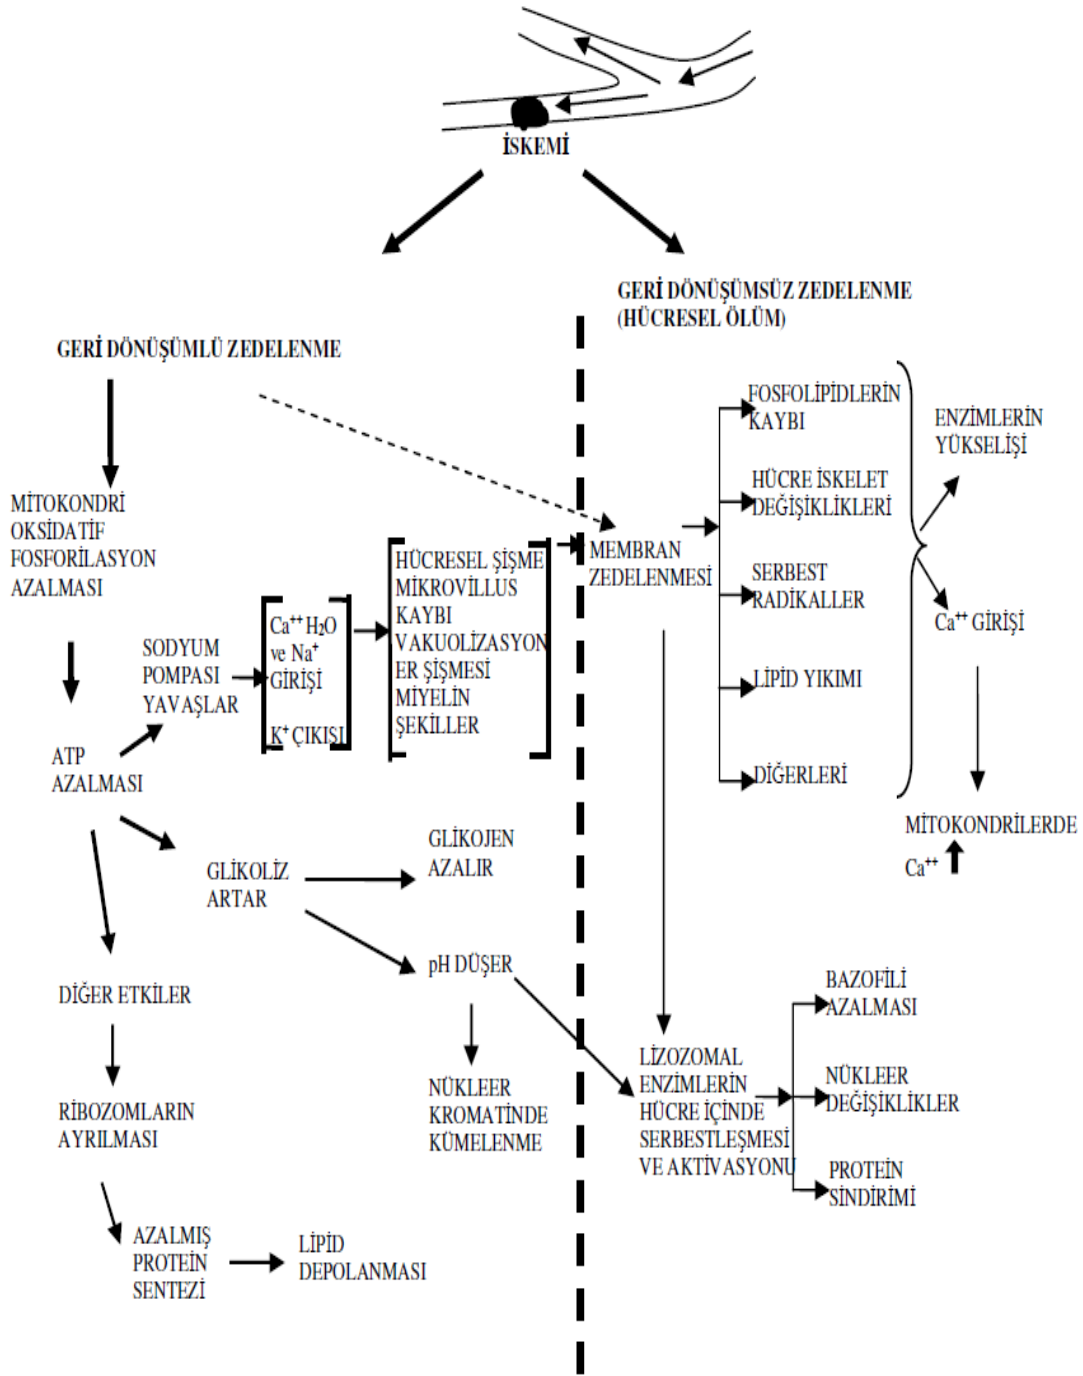 İSKEMİ
GERİ DÖNÜŞÜMSÜZ ZEDELENME
(HÜCRESEL ÖLÜM)
GERİ DÖNÜŞÜMLÜ ZEDELENME
MİTOKONDRİ
OKSİDATİF
FOSFORİLASYON
AZALMASI
SODYUM
POMPASI
YAVAŞLAR
Ca⁺⁺ H₂O
ve Na⁺
GİRİŞİ
K⁺ ÇIKIŞI
HÜCRESEL ŞİŞME
MİKROVİLLUS
KAYBI
VAKUOLİZASYON
ER ŞİŞMESİ
MİYELİN
ŞEKİLLER
ATP
AZALMASI
GLİKOLİZ
ARTAR
GLİKOJEN
AZALIR
pH DÜŞER
NÜKLEER
KROMATİNDE
KÜMELENME
DİĞER ETKİLER
RİBOZOMLARIN
AYRILMASI
AZALMIŞ
PROTEİN
SENTEZİ
LİPİD
DEPOLANMASI
MEMBRAN
ZEDELENMESİ
FOSFOLİPİDLERİN
KAYBI
HÜCRE İSKELET
DEĞİŞİKLİKLERİ
SERBEST
RADİKALLER
LİPİD YIKIMI
DİĞERLERİ
ENZİMLERİN
YÜKSELİŞİ
Ca⁺⁺ GİRİŞİ
MİTOKONDRİLERDE
Ca⁺⁺
LİZOZOMAL
ENZİMLERİN
HÜCRE İÇİNDE
SERBESTLEŞMESİ
VE AKTİVASYONU
BAZOFİLİ
AZALMASI
NÜKLEER
DEĞİŞİKLİKLER
PROTEİN
SİNDİRİMİ